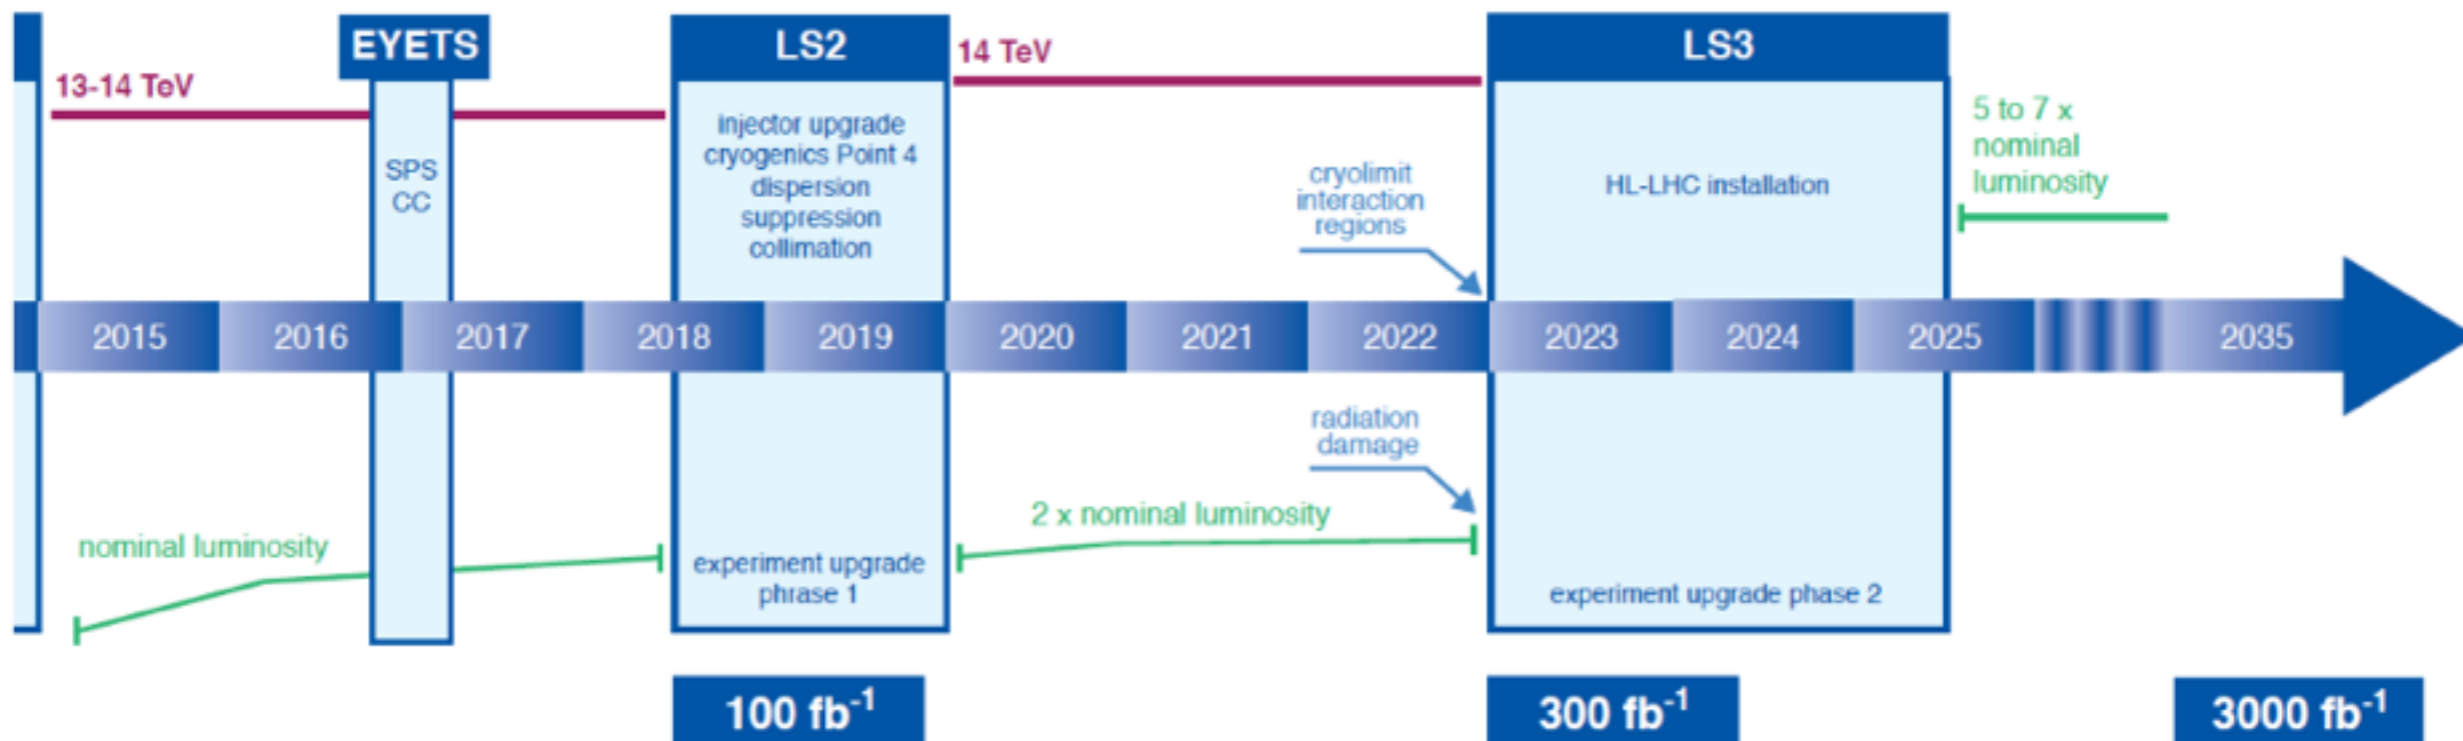 EYETS
LS2
LS3
13-14 TeV
14 TeV
SPS
CC
injector upgrade
cryogenics Point 4
dispersion
suppression
collimation
cryolimit
interaction
regions
HL-LHC installation
5 to 7 x
nominal
luminosity
2015 2016 2017 2018 2019 2020 2021 2022 2023 2024 2025 2035
radiation
damage
nominal luminosity
2 x nominal luminosity
experiment upgrade
phrase 1
experiment upgrade phase 2
100 fb⁻¹
300 fb⁻¹
3000 fb⁻¹